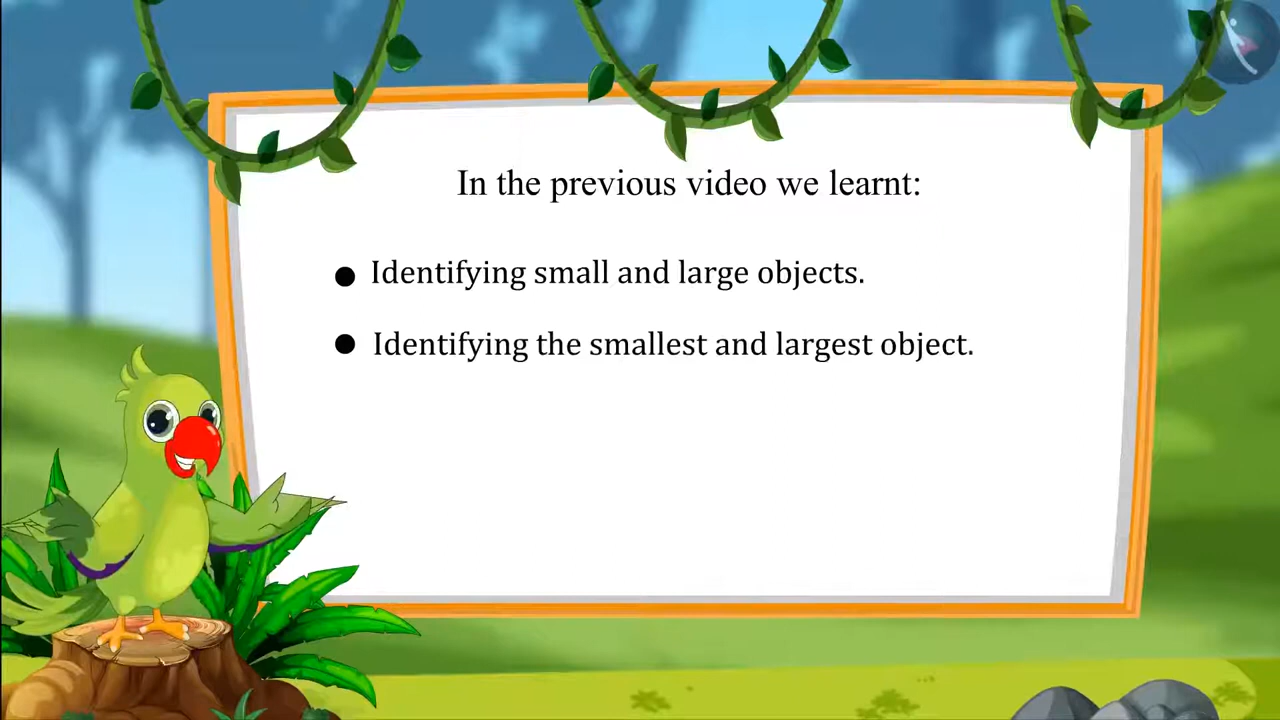 In the previous video we learnt:
● Identifying small and large objects.
● Identifying the smallest and largest object.